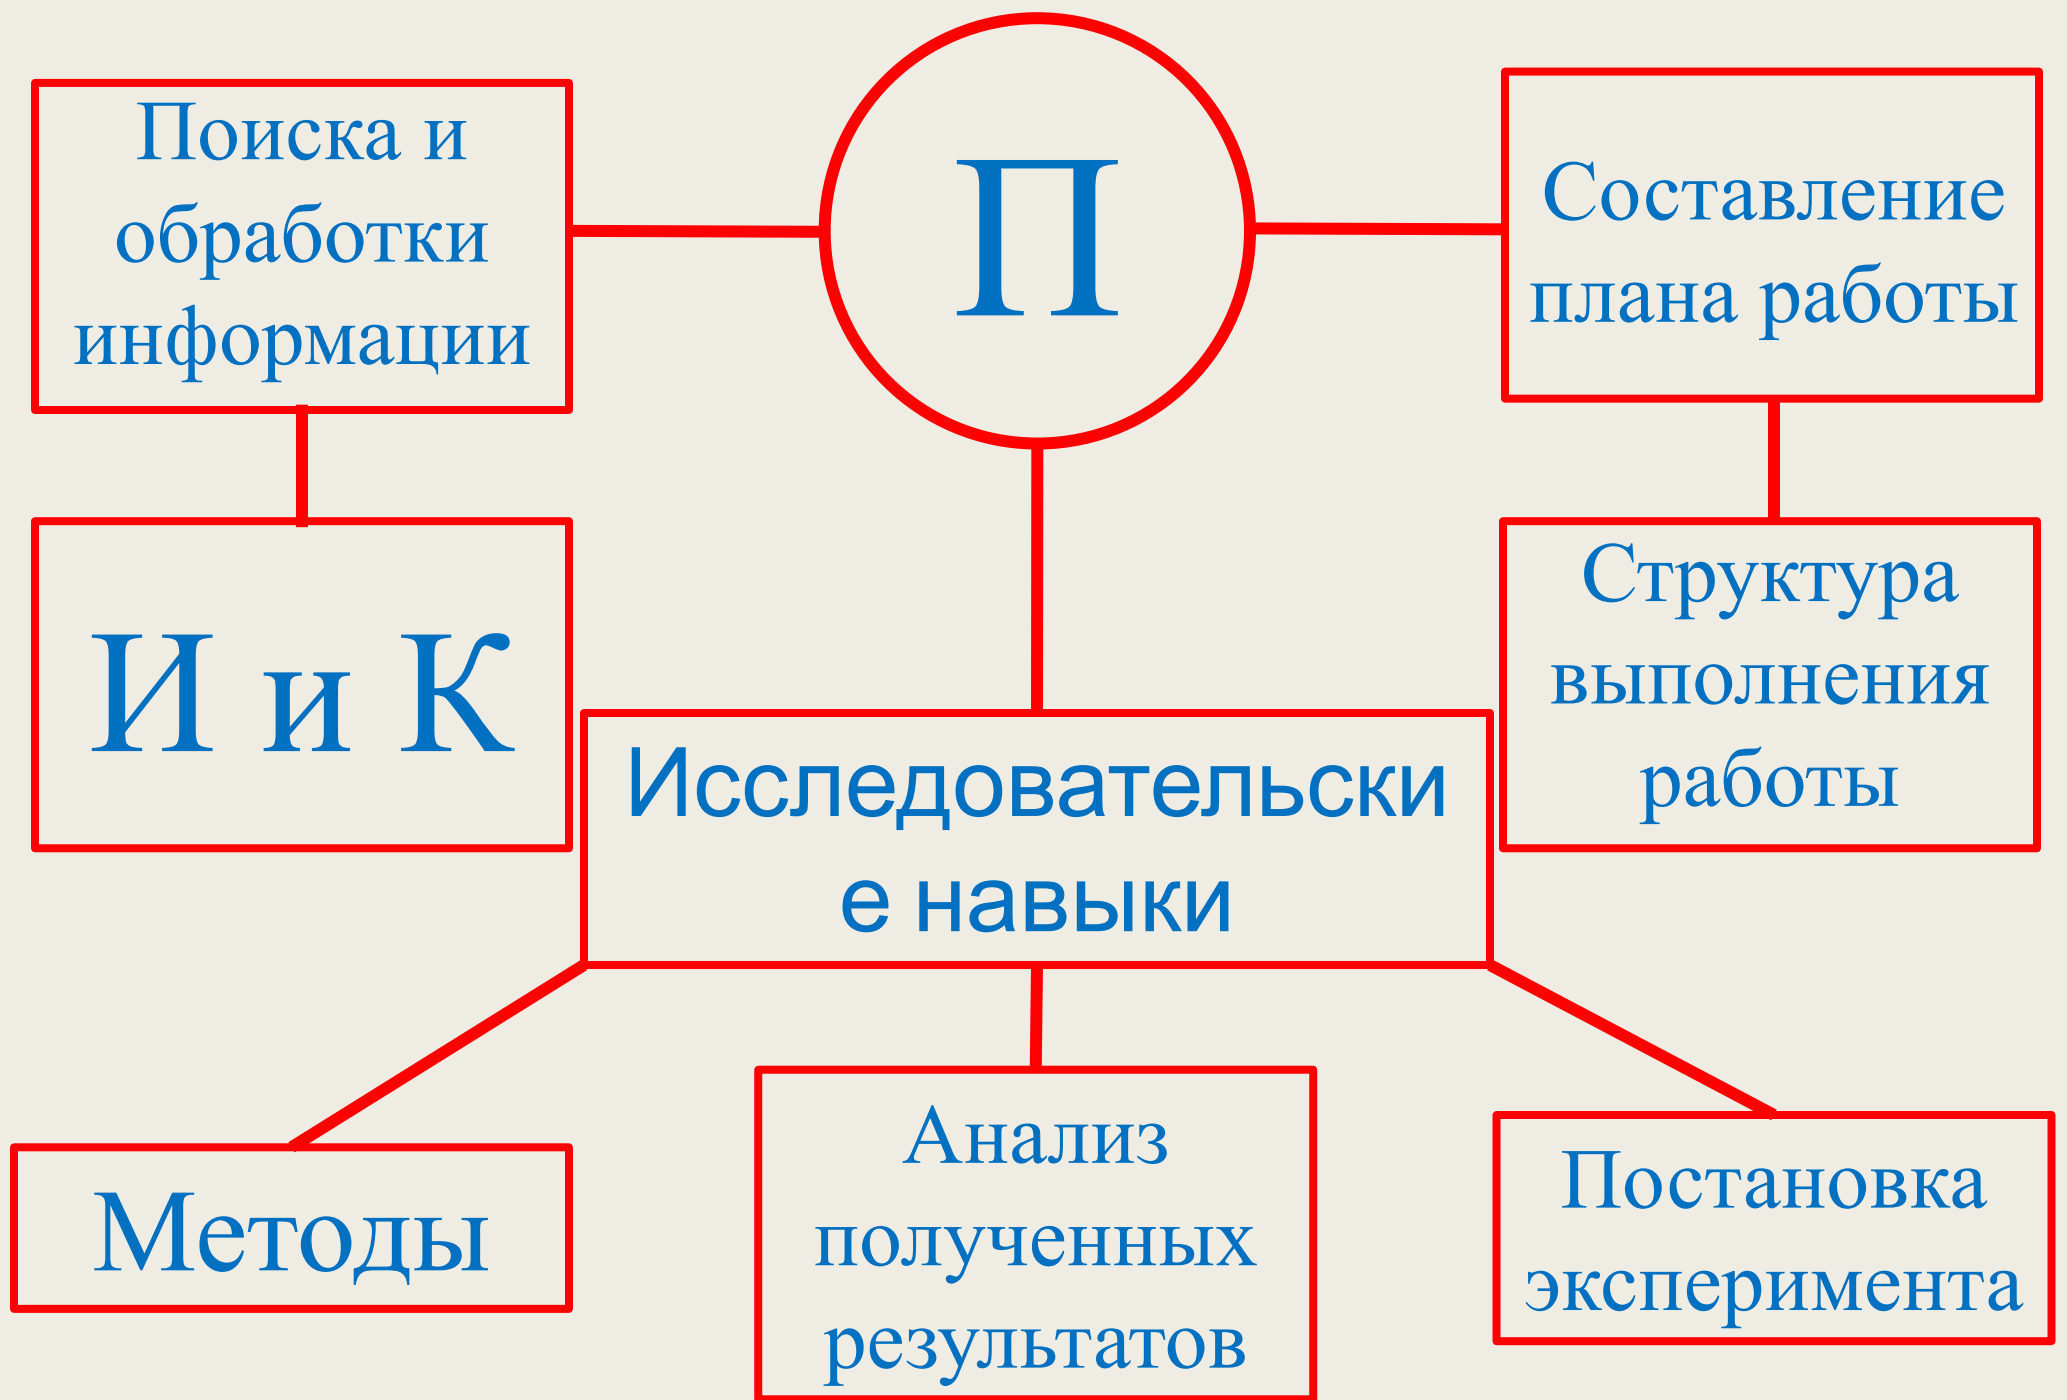 Поиска и
обработки
информации
П
Составление
плана работы
И и К
Структура
выполнения
работы
Исследовательски
е навыки
Методы
Анализ
полученных
результатов
Постановка
эксперимента